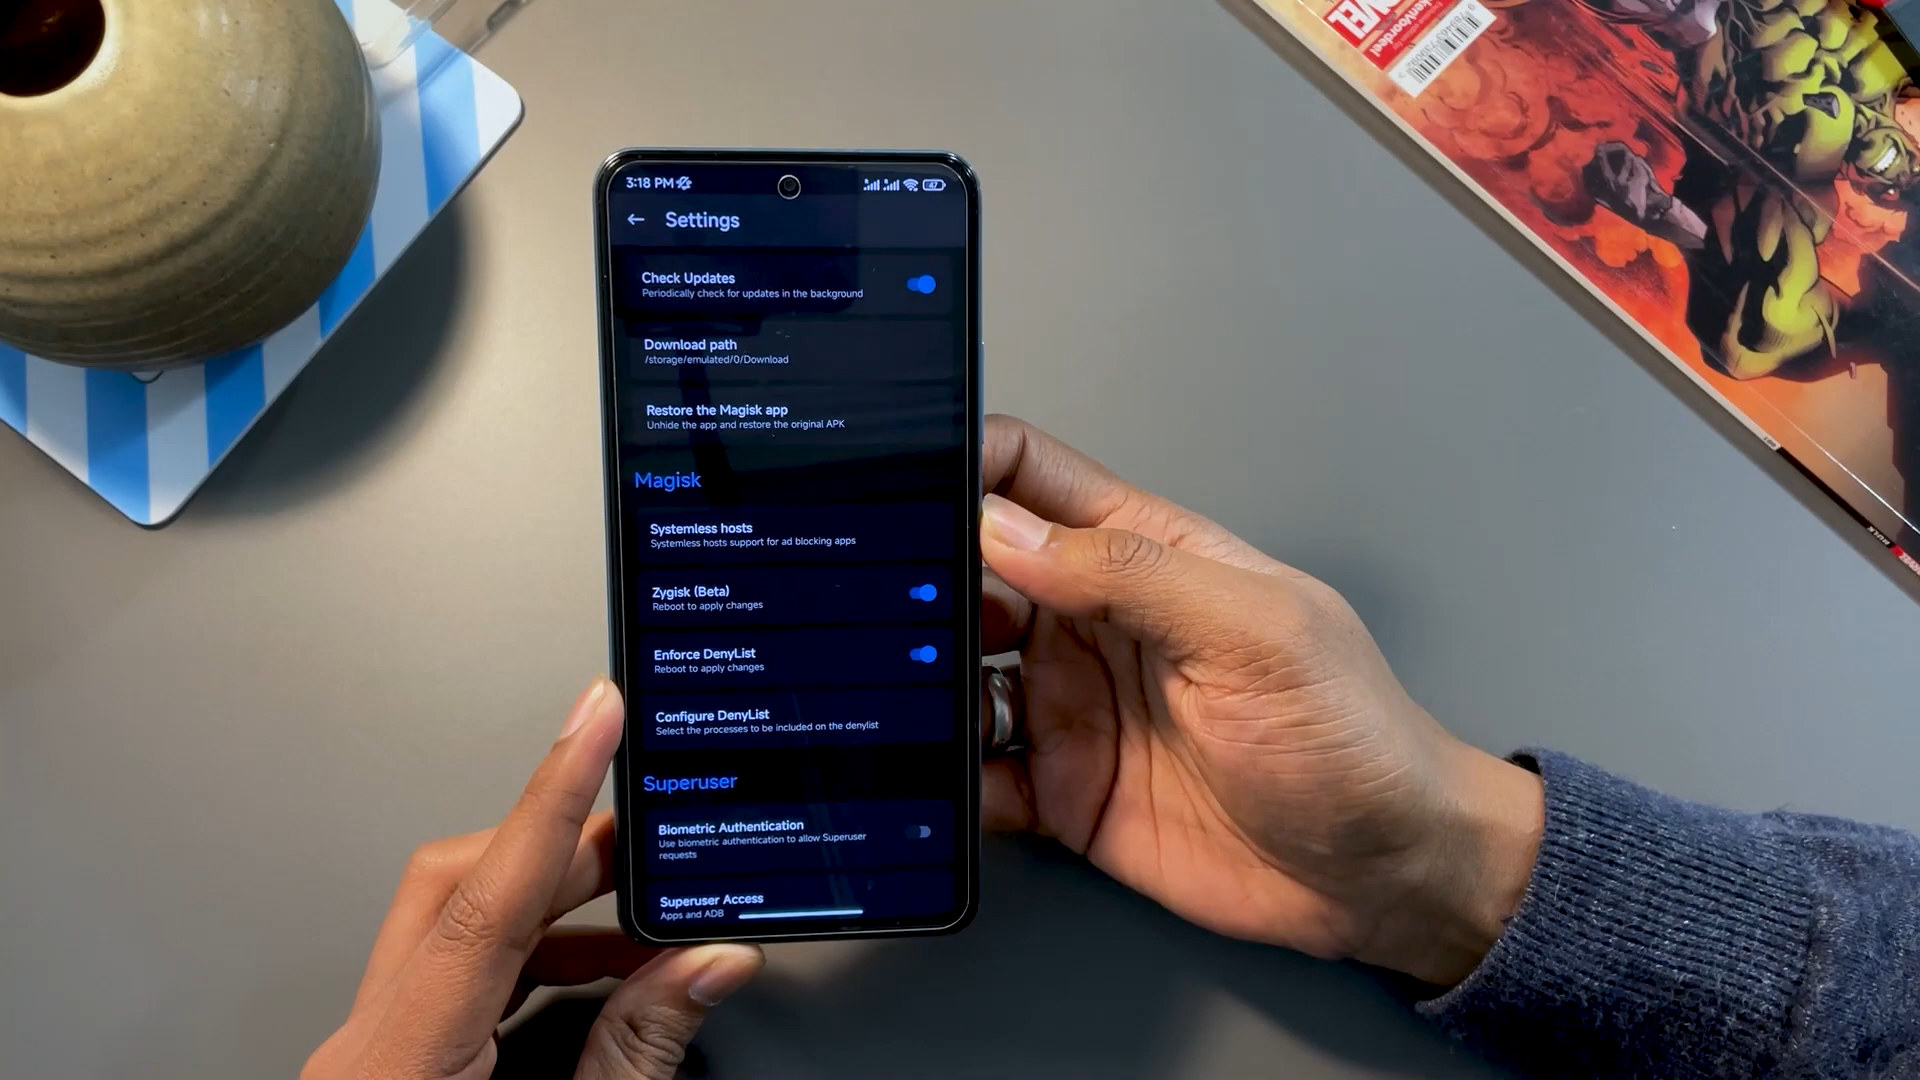 3:18 PM
47
Settings
Check Updates
Periodically check for updates in the background
Download path
/storage/emulated/0/Download
Restore the Magisk app
Unhide the app and restore the original APK
Magisk
Systemless hosts
Systemless hosts support for ad blocking apps
Zygisk (Beta)
Reboot to apply changes
Enforce DenyList
Reboot to apply changes
Configure DenyList
Select the processes to be included on the denylist
Superuser
Biometric Authentication
Use biometric authentication to allow Superuser
requests
Superuser Access
Apps and ADB
HULK